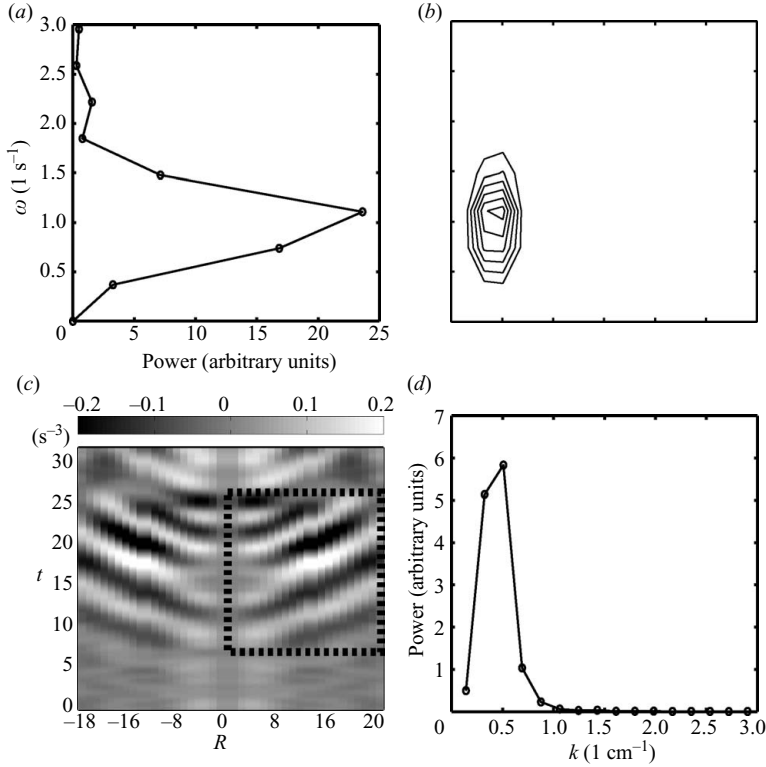 (a)
3.0
2.5
2.0
1.5
1.0
0.5
0
ω (1 s⁻¹)
0 5 10 15 20 25
Power (arbitrary units)
(b)
(c)
–0.2 –0.1 0 0.1 0.2
(s⁻³)
30
25
20
15
10
5
0
t
–18 –16 –8 0 8 16 20
R
(d)
7
6
5
4
3
2
1
Power (arbitrary units)
0 0.5 1.0 1.5 2.0 2.5 3.0
k (1 cm⁻¹)